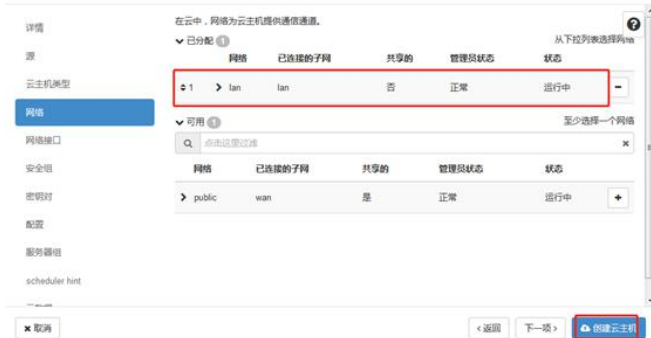 详情
源
云主机类型
网络
网络接口
安全组
密钥对
配置
服务器组
scheduler hint
在云中，网络为云主机提供通信通道。
已分配 1
从下拉列表选择网络
网络 已连接的子网 共享的 管理员状态 状态
1 lan lan 否 正常 运行中
可用 1
至少选择一个网络
点击这里过滤
网络 已连接的子网 共享的 管理员状态 状态
public wan 是 正常 运行中
取消
返回
下一项
创建云主机